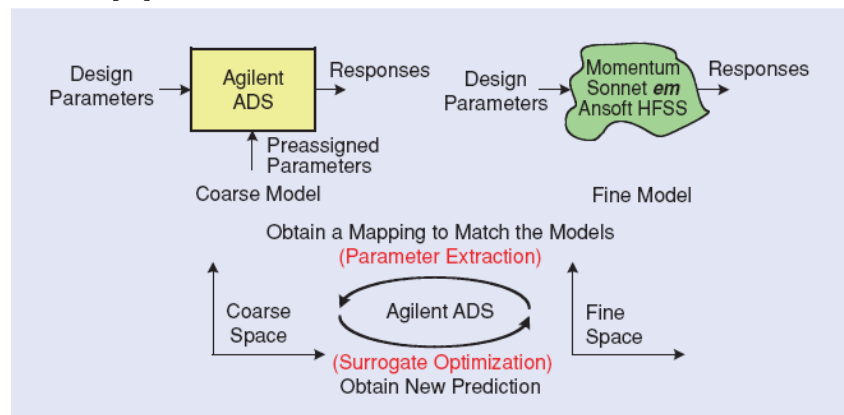 Design
Parameters
Agilent
ADS
Responses
Preassigned
Parameters
Coarse Model
Design
Parameters
Momentum
Sonnet em
Ansoft HFSS
Responses
Fine Model
Obtain a Mapping to Match the Models
(Parameter Extraction)
Coarse
Space
Agilent ADS
Fine
Space
(Surrogate Optimization)
Obtain New Prediction